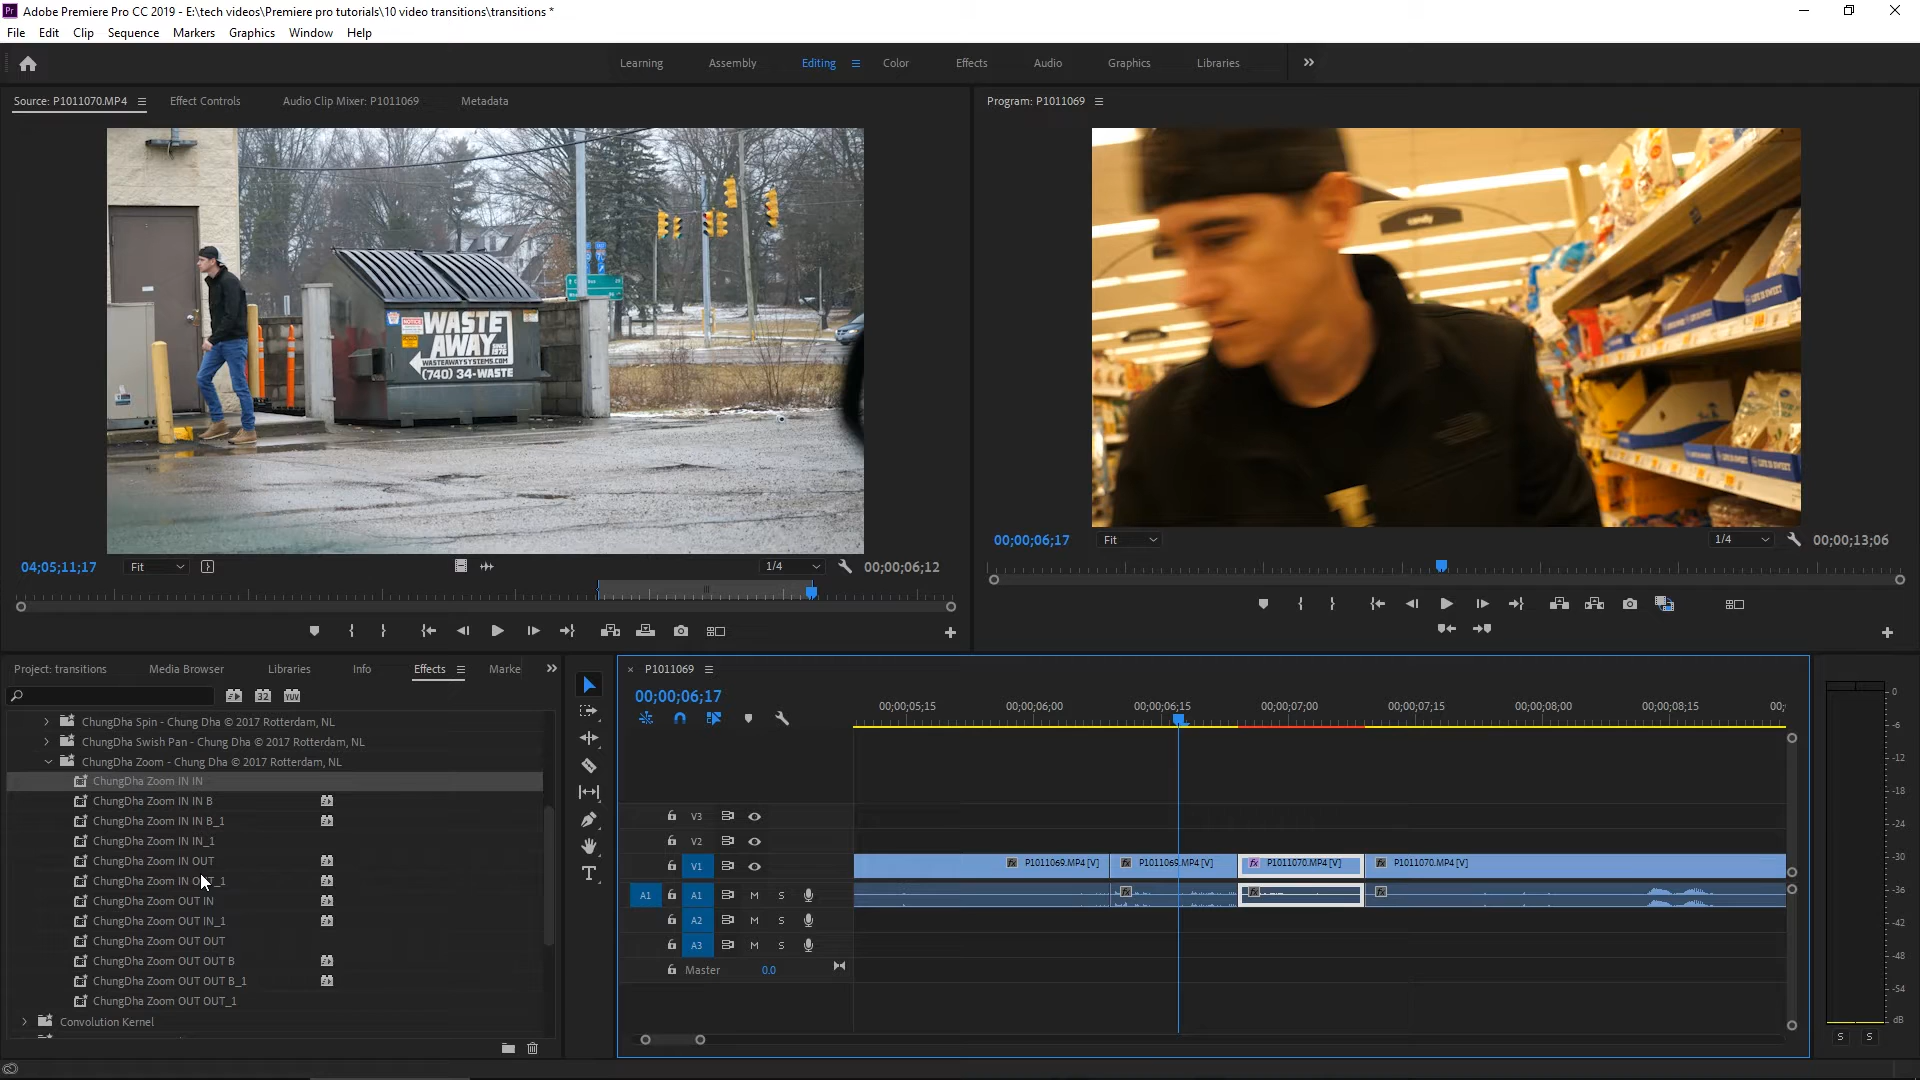 Adobe Premiere Pro CC 2019 - E:\tech videos\Premiere pro tutorials\10 video transitions\transitions *
File Edit Clip Sequence Markers Graphics Window Help
Learning Assembly Editing Color Effects Audio Graphics Libraries
Source: P1011070.MP4 Effect Controls Audio Clip Mixer: P1011069 Metadata
Program: P1011069
WASTE
AWAY
SINCE 1976
WASTEAWAYSYSTEMS.COM
(740) 34-WASTE
candy
04;05;11;17 Fit 1/4 00;00;06;12
00;00;06;17 Fit 1/4 00;00;13;06
Project: transitions Media Browser Libraries Info Effects Marke
32 YUV
ChungDha Spin - Chung Dha © 2017 Rotterdam, NL
ChungDha Swish Pan - Chung Dha © 2017 Rotterdam, NL
ChungDha Zoom - Chung Dha © 2017 Rotterdam, NL
ChungDha Zoom IN IN
ChungDha Zoom IN IN B
ChungDha Zoom IN IN B_1
ChungDha Zoom IN IN_1
ChungDha Zoom IN OUT
ChungDha Zoom IN OUT_1
ChungDha Zoom OUT IN
ChungDha Zoom OUT IN_1
ChungDha Zoom OUT OUT
ChungDha Zoom OUT OUT B
ChungDha Zoom OUT OUT B_1
ChungDha Zoom OUT OUT_1
Convolution Kernel
P1011069
00;00;06;17
00;00;05;15 00;00;06;00 00;00;06;15 00;00;07;00 00;00;07;15 00;00;08;00 00;00;08;15 00;
V3
V2
V1 P1011069.MP4 [V] P1011069.MP4 [V] P1011070.MP4 [V] P1011070.MP4 [V]
A1 A1 M S
A2 M S
A3 M S
Master 0.0
0
-6
-12
-18
-24
-30
-36
-42
-48
-54
dB
S S